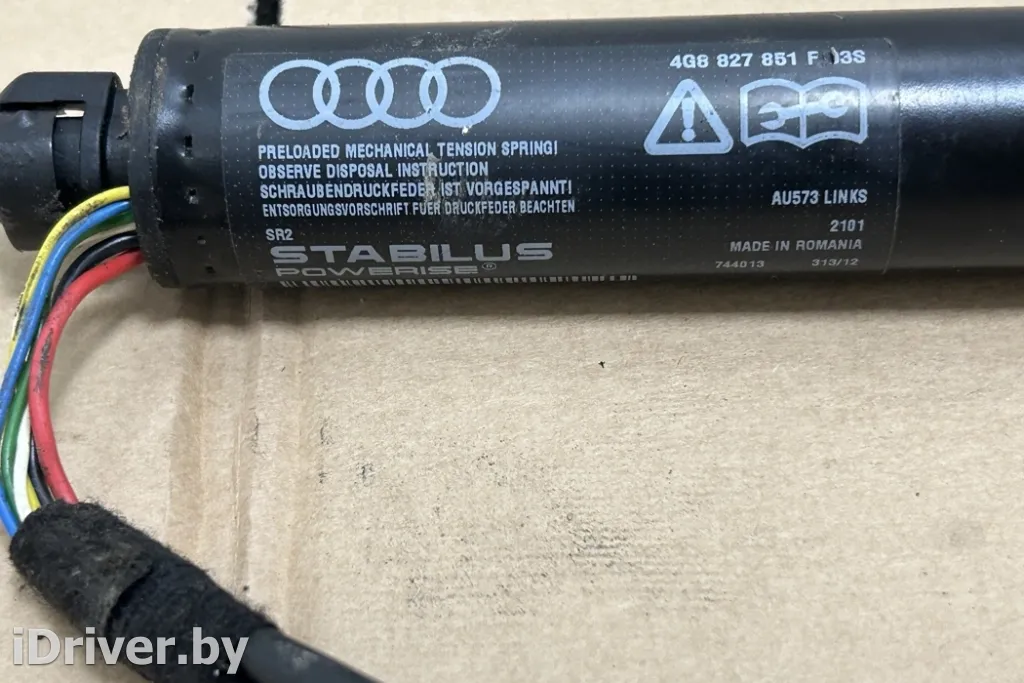 4G8 827 851 F 03S
PRELOADED MECHANICAL TENSION SPRING!
OBSERVE DISPOSAL INSTRUCTION
SCHRAUBENDRUCKFEDER IST VORGESPANNT!
ENTSORGUNGSVORSCHRIFT FUER DRUCKFEDER BEACHTEN
AU573 LINKS
2101
SR2
STABILUS
MADE IN ROMANIA
POWERISE®
744013 313/12
iDriver.by